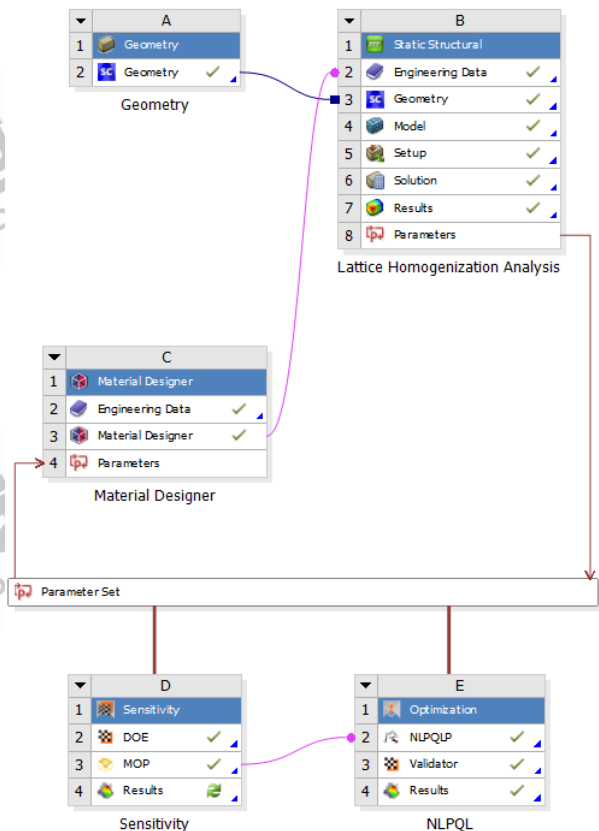 A
1 Geometry
2 SC Geometry
Geometry
B
1 Static Structural
2 Engineering Data
3 SC Geometry
4 Model
5 Setup
6 Solution
7 Results
8 Parameters
Lattice Homogenization Analysis
C
1 Material Designer
2 Engineering Data
3 Material Designer
4 Parameters
Material Designer
Parameter Set
D
1 Sensitivity
2 DOE
3 MOP
4 Results
Sensitivity
E
1 Optimization
2 NLPQLP
3 Validator
4 Results
NLPQL